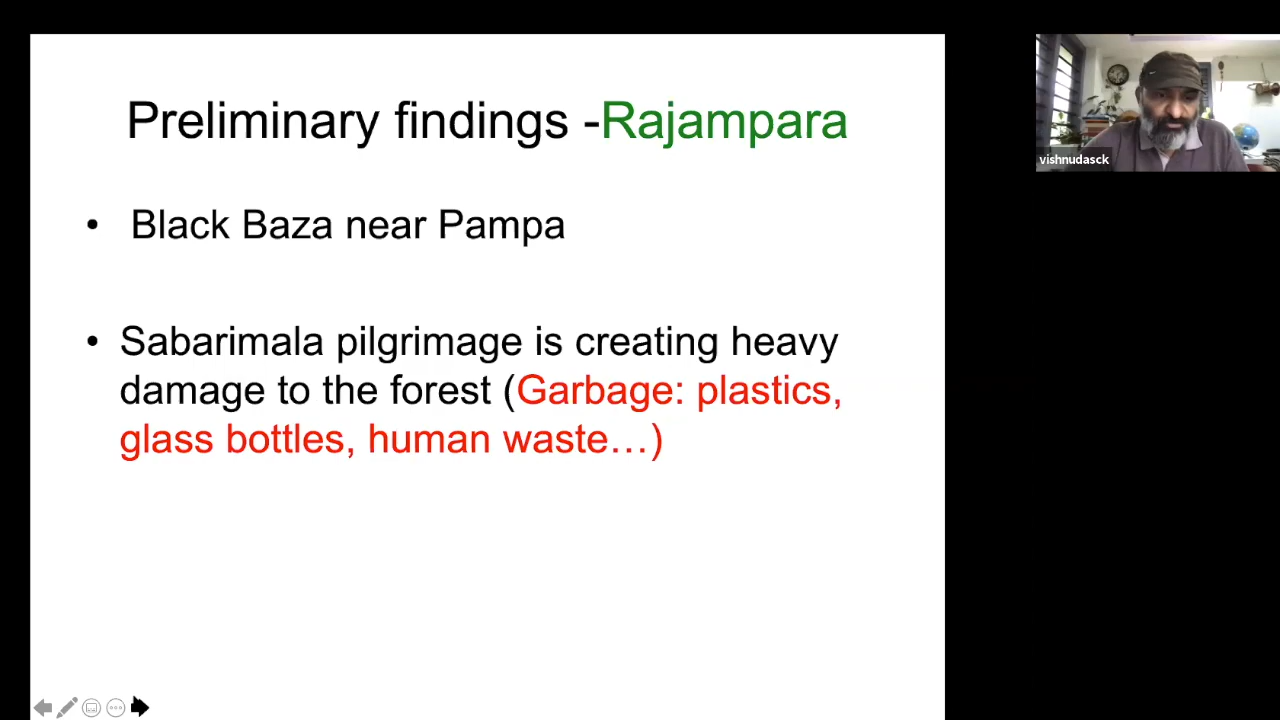 Preliminary findings -Rajampara
• Black Baza near Pampa
• Sabarimala pilgrimage is creating heavy
damage to the forest (Garbage: plastics,
glass bottles, human waste…)
vishnudasck